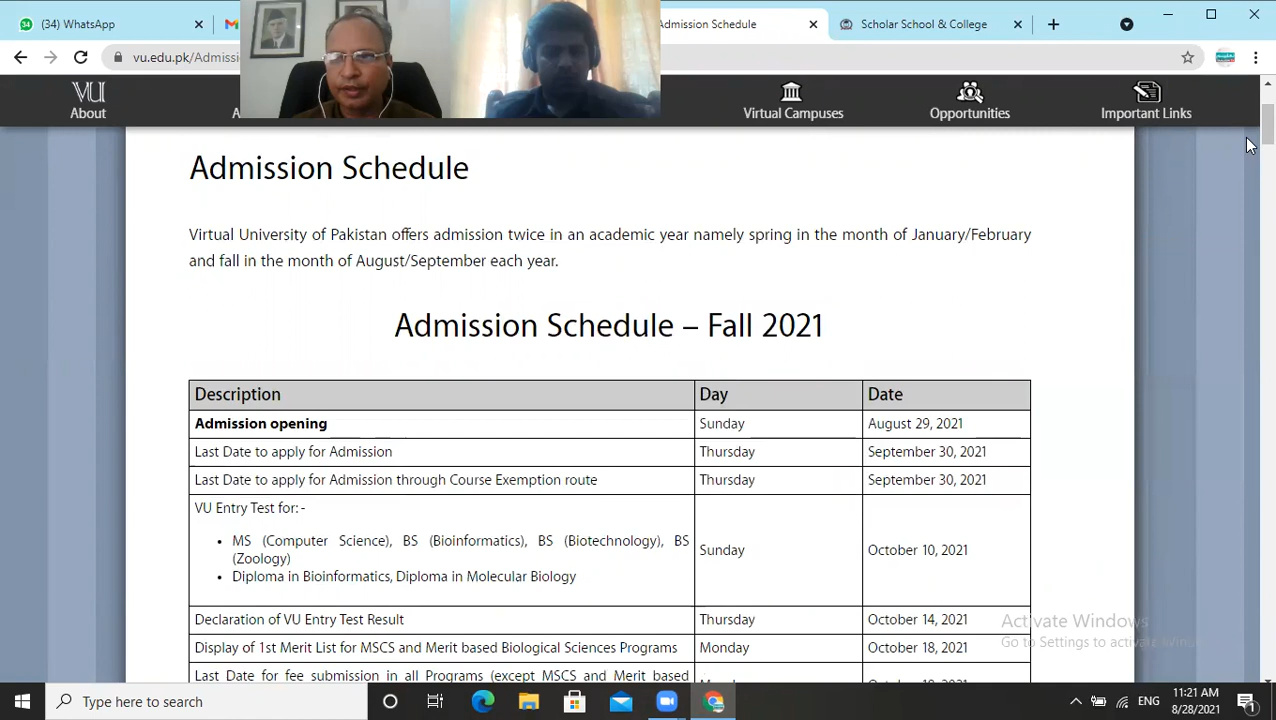 (34) WhatsApp
Admission Schedule
Scholar School & College
vu.edu.pk/Admissi
VU
About
Virtual Campuses
Opportunities
Important Links
Admission Schedule
Virtual University of Pakistan offers admission twice in an academic year namely spring in the month of January/February
and fall in the month of August/September each year.
Admission Schedule – Fall 2021
Description Day Date
Admission opening Sunday August 29, 2021
Last Date to apply for Admission Thursday September 30, 2021
Last Date to apply for Admission through Course Exemption route Thursday September 30, 2021
VU Entry Test for: -
• MS (Computer Science), BS (Bioinformatics), BS (Biotechnology), BS
(Zoology)
Sunday October 10, 2021
• Diploma in Bioinformatics, Diploma in Molecular Biology
Declaration of VU Entry Test Result Thursday October 14, 2021
Display of 1st Merit List for MSCS and Merit based Biological Sciences Programs Monday October 18, 2021
Last Date for fee submission in all Programs (except MSCS and Merit based
Activate Windows
Go to Settings to activate
Type here to search
ENG
11:21 AM
8/28/2021